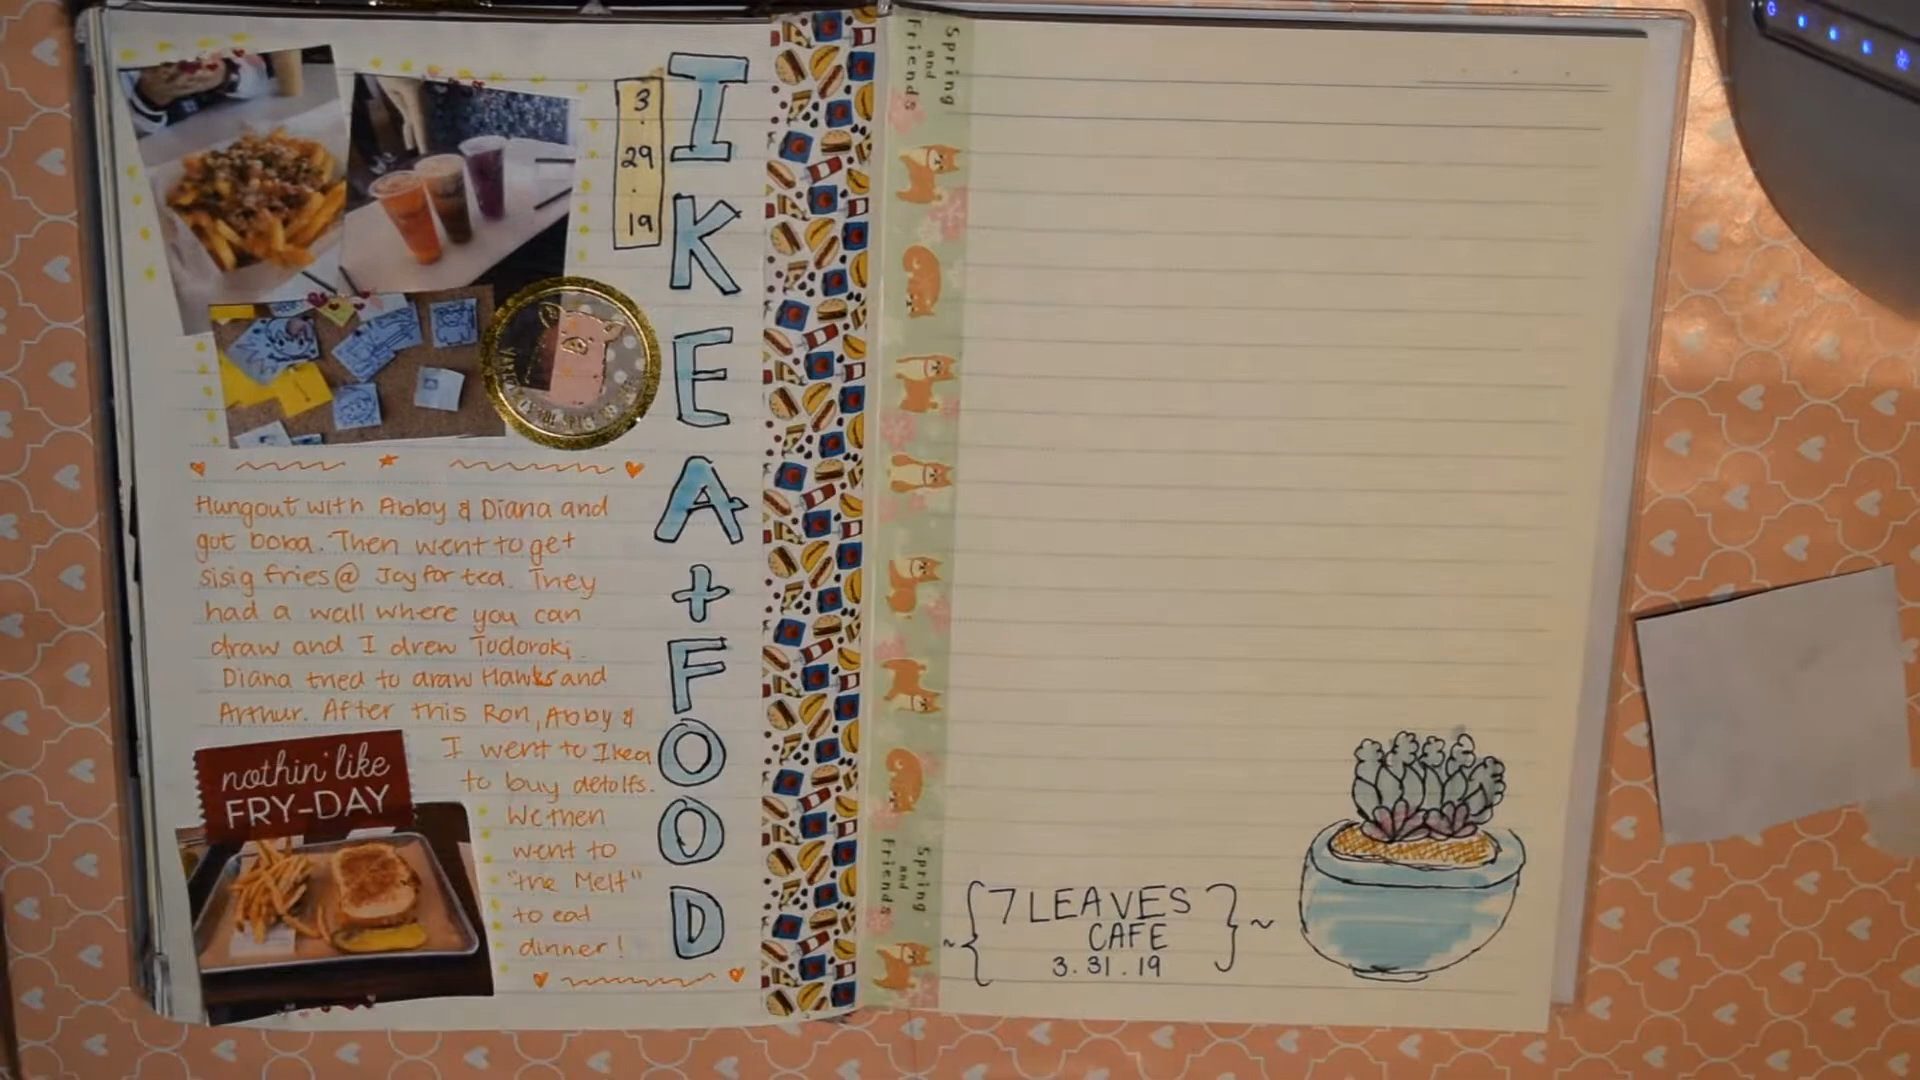 3
.
29
.
19
IKEA+FOOD
Hungout with Abby & Diana and
got boba. Then went to get
sisig fries @ Joy for tea. They
had a wall where you can
draw and I drew Todoroki.
Diana tried to draw Hawks and
Arthur. After this Ron, Abby &
I went to Ikea
to buy detolfs.
We then
went to
"the Melt"
to eat
dinner!
nothin' like
FRY-DAY
Spring
and
Friends
Spring
and
Friends
7 LEAVES
CAFE
3.31.19